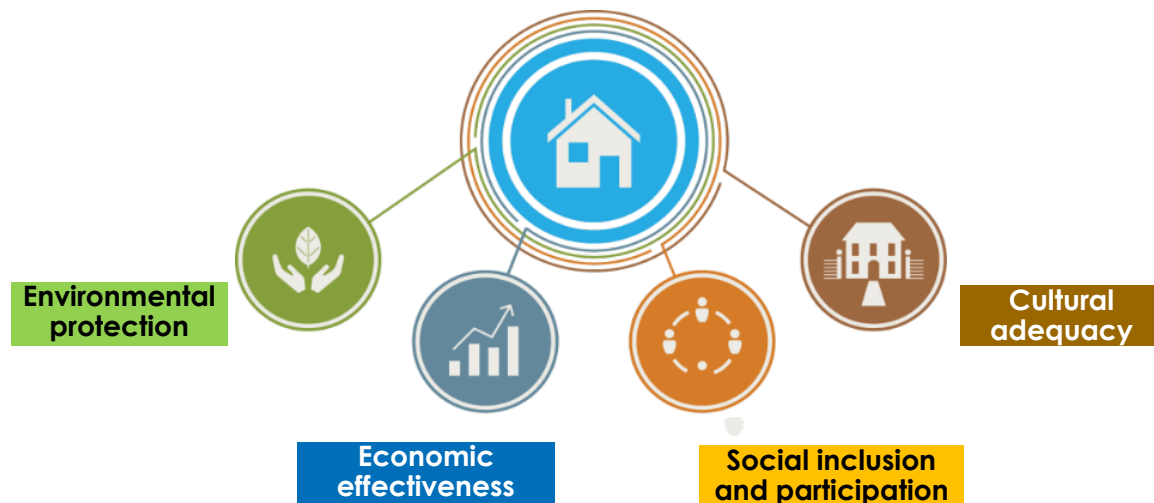 Environmental
protection
Economic
effectiveness
Social inclusion
and participation
Cultural
adequacy